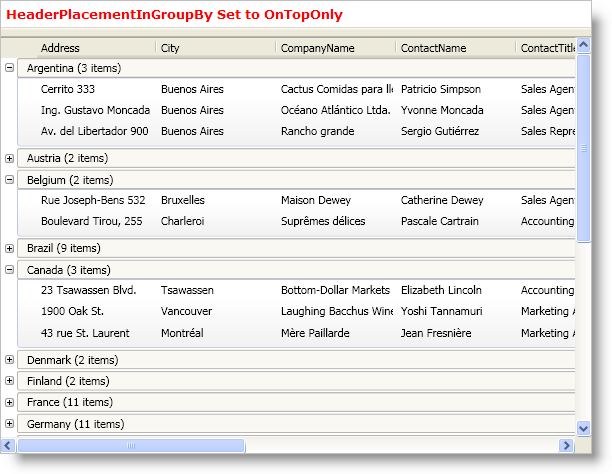 HeaderPlacementInGroupBy Set to OnTopOnly
Address City CompanyName ContactName ContactTitle
Argentina (3 items)
Cerrito 333 Buenos Aires Cactus Comidas para ll Patricio Simpson Sales Agen
Ing. Gustavo Moncada Buenos Aires Océano Atlántico Ltda. Yvonne Moncada Sales Agen
Av. del Libertador 900 Buenos Aires Rancho grande Sergio Gutiérrez Sales Repre
Austria (2 items)
Belgium (2 items)
Rue Joseph-Bens 532 Bruxelles Maison Dewey Catherine Dewey Sales Agen
Boulevard Tirou, 255 Charleroi Suprêmes délices Pascale Cartrain Accounting
Brazil (9 items)
Canada (3 items)
23 Tsawassen Blvd. Tsawassen Bottom-Dollar Markets Elizabeth Lincoln Accounting
1900 Oak St. Vancouver Laughing Bacchus Wine Yoshi Tannamuri Marketing A
43 rue St. Laurent Montréal Mère Paillarde Jean Fresnière Marketing A
Denmark (2 items)
Finland (2 items)
France (11 items)
Germany (11 items)